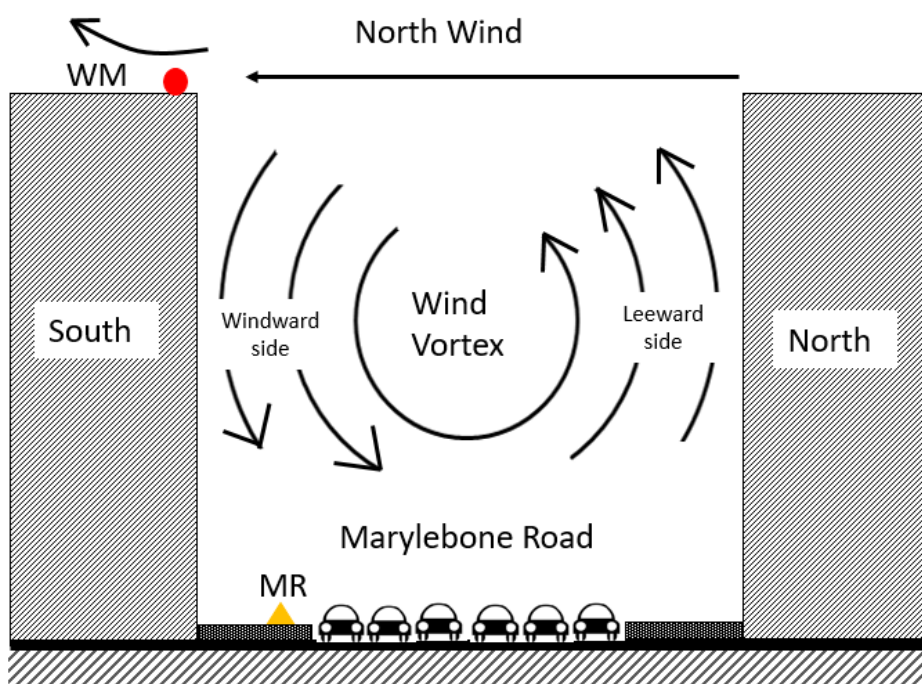 North Wind
WM
Wind
Vortex
Windward
side
Leeward
side
South
North
Marylebone Road
MR